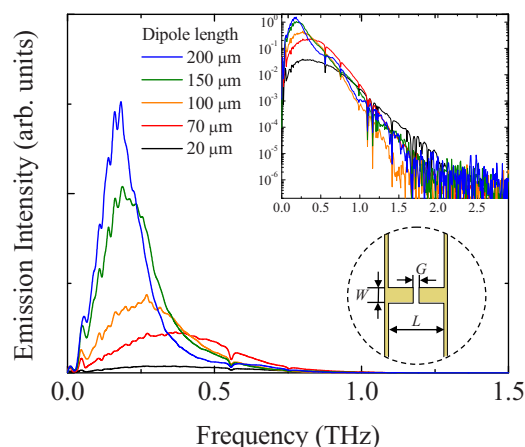 Emission Intensity (arb. units)
Dipole length
200 μm
150 μm
100 μm
70 μm
20 μm
10⁰
10⁻¹
10⁻²
10⁻³
10⁻⁴
10⁻⁵
10⁻⁶
0.0 0.5 1.0 1.5 2.0 2.5
G
W
L
0.0 0.5 1.0 1.5
Frequency (THz)